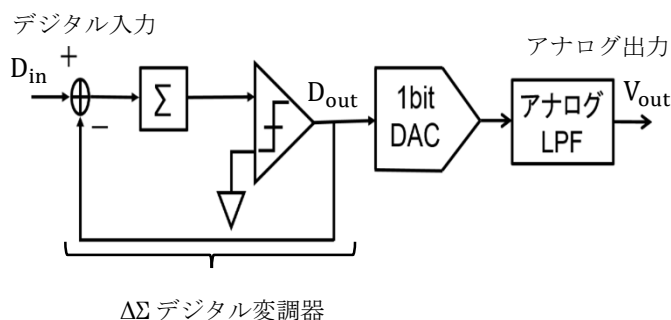 デジタル入力
アナログ出力
D_in
+
−
Σ
D_out
1bit
DAC
アナログ
LPF
V_out
ΔΣ デジタル変調器